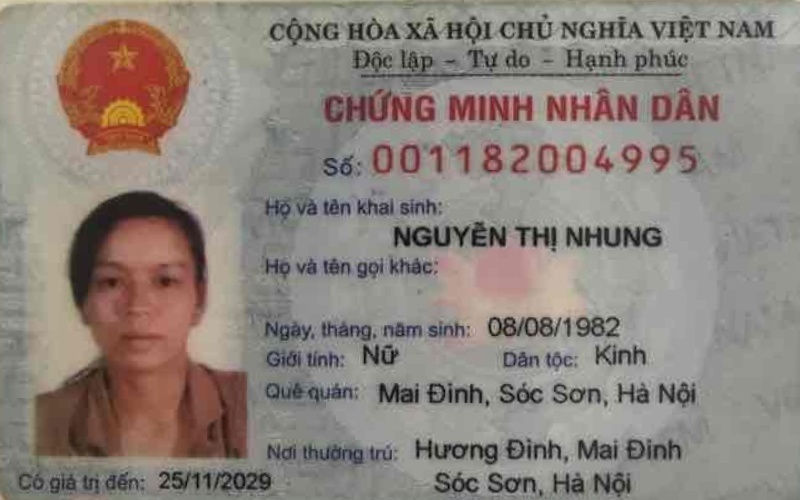 CỘNG HÒA XÃ HỘI CHỦ NGHĨA VIỆT NAM
Độc lập - Tự do - Hạnh phúc
CHỨNG MINH NHÂN DÂN
Số: 001182004995
Họ và tên khai sinh:
NGUYỄN THỊ NHUNG
Họ và tên gọi khác:
Ngày, tháng, năm sinh: 08/08/1982
Giới tính: Nữ Dân tộc: Kinh
Quê quán: Mai Đình, Sóc Sơn, Hà Nội
Nơi thường trú: Hương Đình, Mai Đình
Sóc Sơn, Hà Nội
Có giá trị đến: 25/11/2029